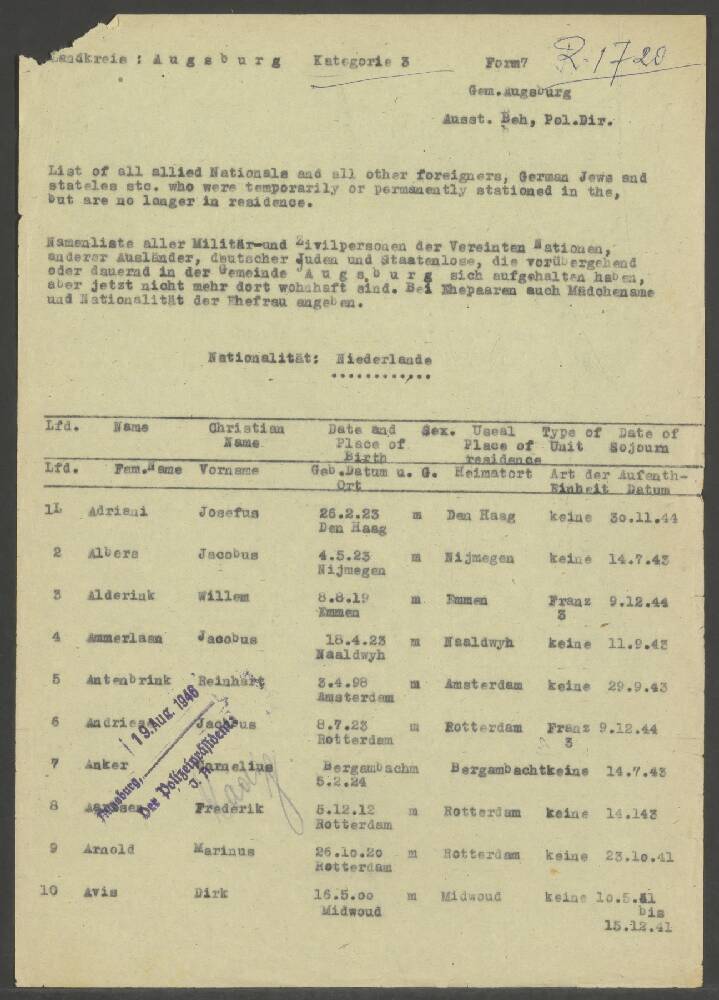 Landkreis : A u g s b u r g Kategorie 3 Form7 R.1720
Gem.Augsburg
Ausst. Beh, Pol.Dir.
List of all allied Nationals and all other foreigners, German Jews and
stateles etc. who were temporarily or permanently stationed in the,
but are no longer in residence.
Namenliste aller Militär-und Zivilpersonen der Vereinten Nationen,
anderer Ausländer, deutscher Juden und Staatenlose, die vorübergehend
oder dauernd in der Gemeinde A u g s b u r g sich aufgehalten haben,
aber jetzt nicht mehr dort wohnhaft sind. Bei Ehepaaren auch Mädchename
und Nationalität der Ehefrau angeben.
Nationalität: Niederlande
Lfd. Name Christian Date and Sex. Useal Type of Date of
Name Place of Place of Unit Sojourn
Birth residence
Lfd. Fam.Name Vorname Geb.Datum u. G. Heimatort Art der Aufenth-
Ort Einheit Datum
1L Adriani Josefus 26.2.23 m Den Haag keine 30.11.44
Den Haag
2 Albers Jacobus 4.5.23 m Nijmegen keine 14.7.43
Nijmegen
3 Alderink Willem 8.8.19 m Emmen Franz 9.12.44
Emmen 3
4 Ammerlaan Jacobus 18.4.23 m Naaldwyh keine 11.9.43
Naaldwyh
5 Antenbrink Reinhart 3.4.98 m Amsterdam keine 29.9.43
Amsterdam
6 Andries Jacobus 8.7.23 m Rotterdam Franz 9.12.44
Rotterdam 3
7 Anker Cornelius Bergambachm Bergambachtkeine 14.7.43
5.2.24
8 Frederik 5.12.12 m Rotterdam keine 14.143
Rotterdam
9 Arnold Marinus 26.10.20 m Rotterdam keine 23.10.41
Rotterdam
10 Avis Dirk 16.5.00 m Midwoud keine 10.5.41
Midwoud bis
15.12.41
Augsburg, 19. Aug. 1946
Der Polizeipräsident